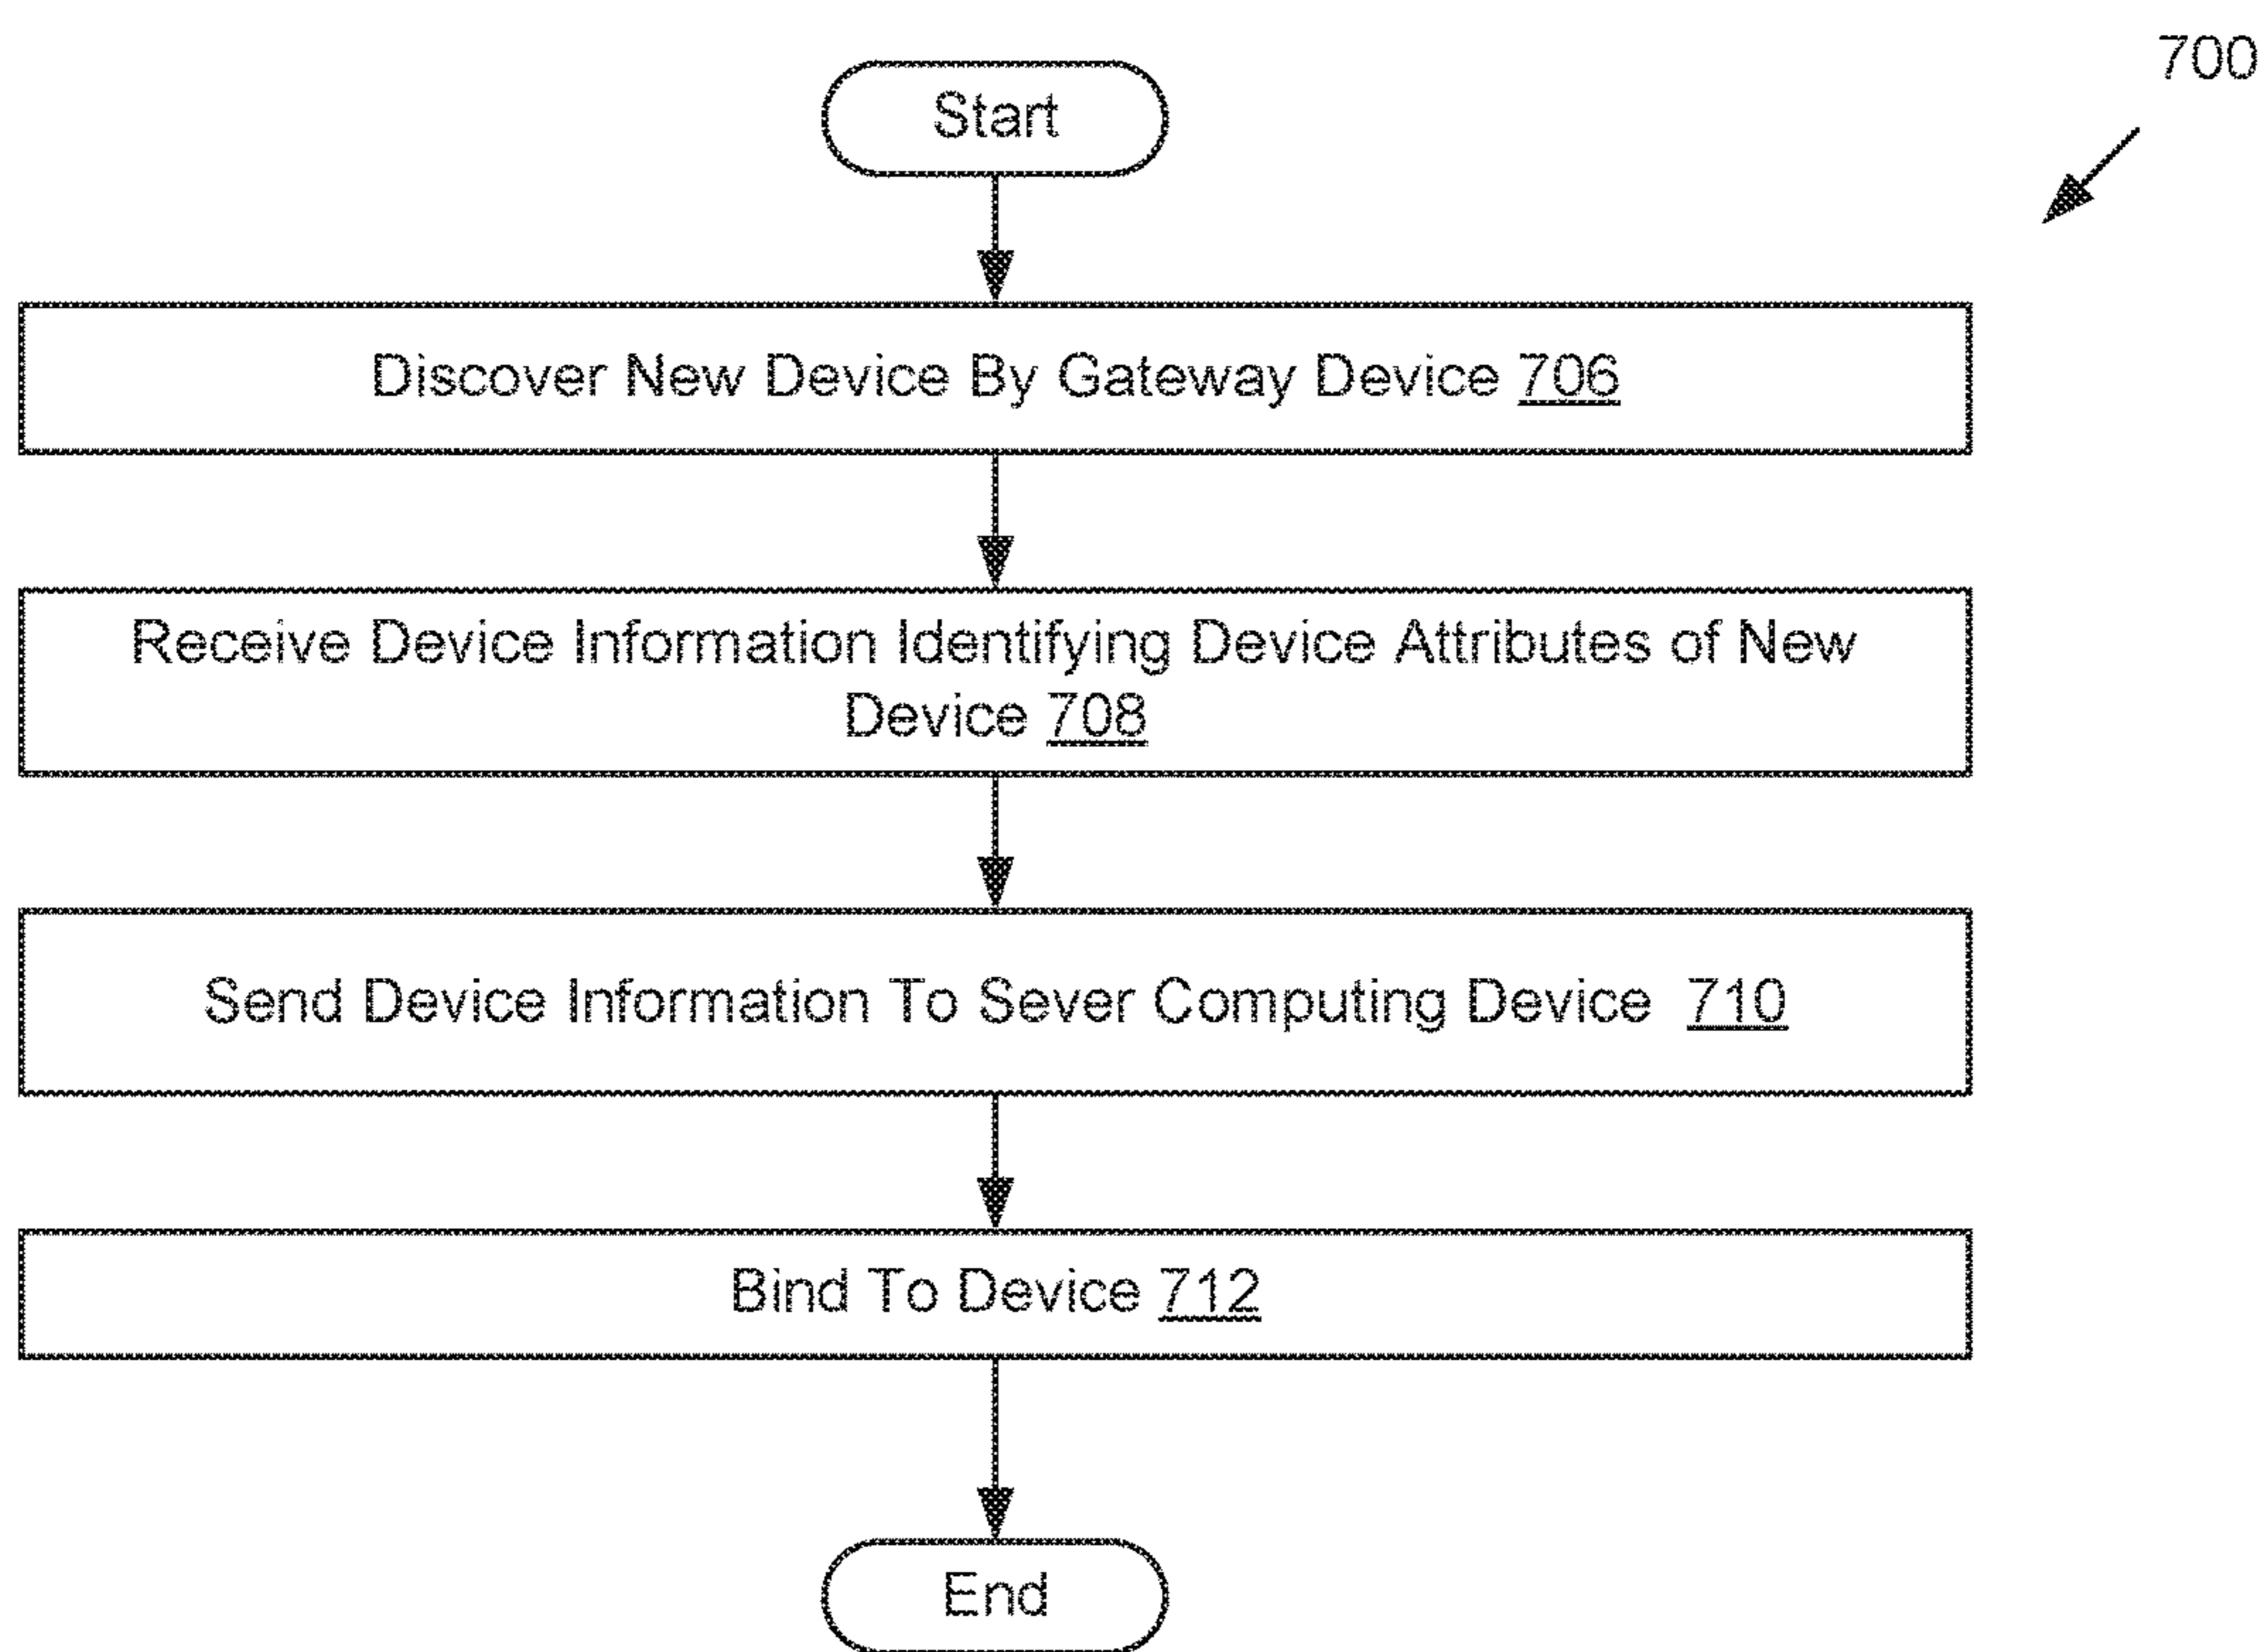 700
Start
Discover New Device By Gateway Device 706
Receive Device Information Identifying Device Attributes of New
Device 708
Send Device Information To Sever Computing Device 710
Bind To Device 712
End